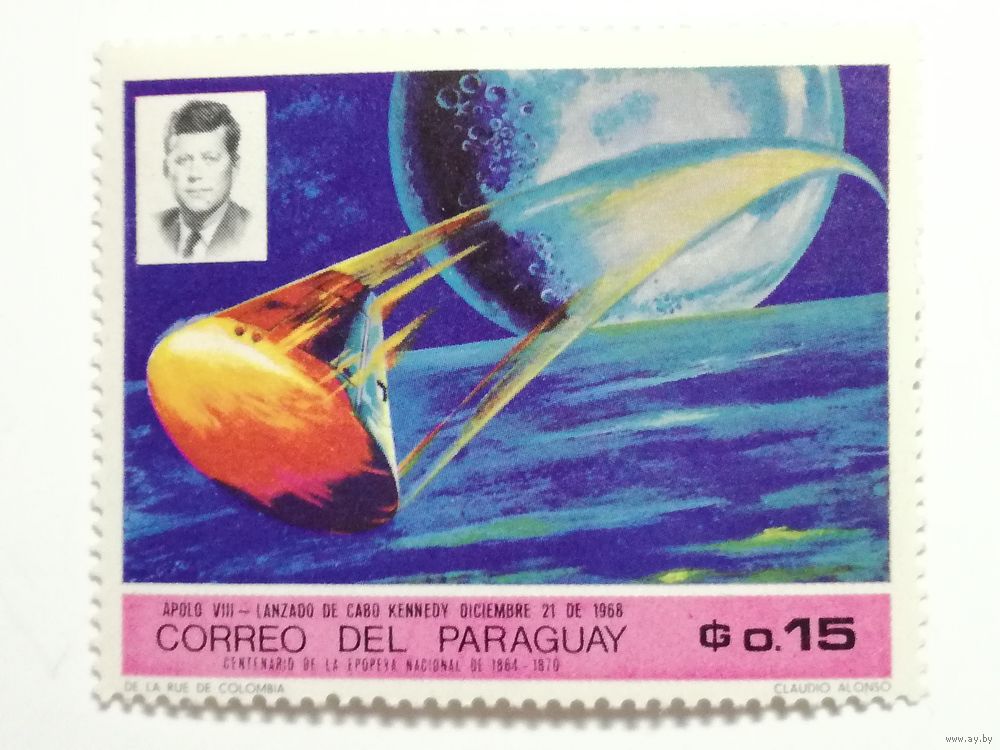 APOLO VIII - LANZADO DE CABO KENNEDY DICIEMBRE 21 DE 1968
CORREO DEL PARAGUAY ₲ 0.15
CENTENARIO DE LA EPOPEYA NACIONAL DE 1864-1870
DE LA RUE DE COLOMBIA CLAUDIO ALONSO
www.ay.by